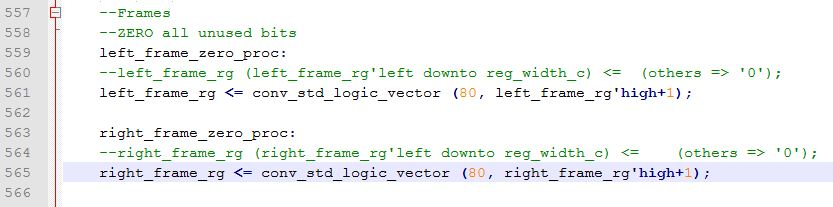 557 --Frames
558 --ZERO all unused bits
559 left_frame_zero_proc:
560 --left_frame_rg (left_frame_rg'left downto reg_width_c) <=  (others => '0');
561 left_frame_rg <= conv_std_logic_vector (80, left_frame_rg'high+1);
562
563 right_frame_zero_proc:
564 --right_frame_rg (right_frame_rg'left downto reg_width_c) <=    (others => '0');
565 right_frame_rg <= conv_std_logic_vector (80, right_frame_rg'high+1);
566